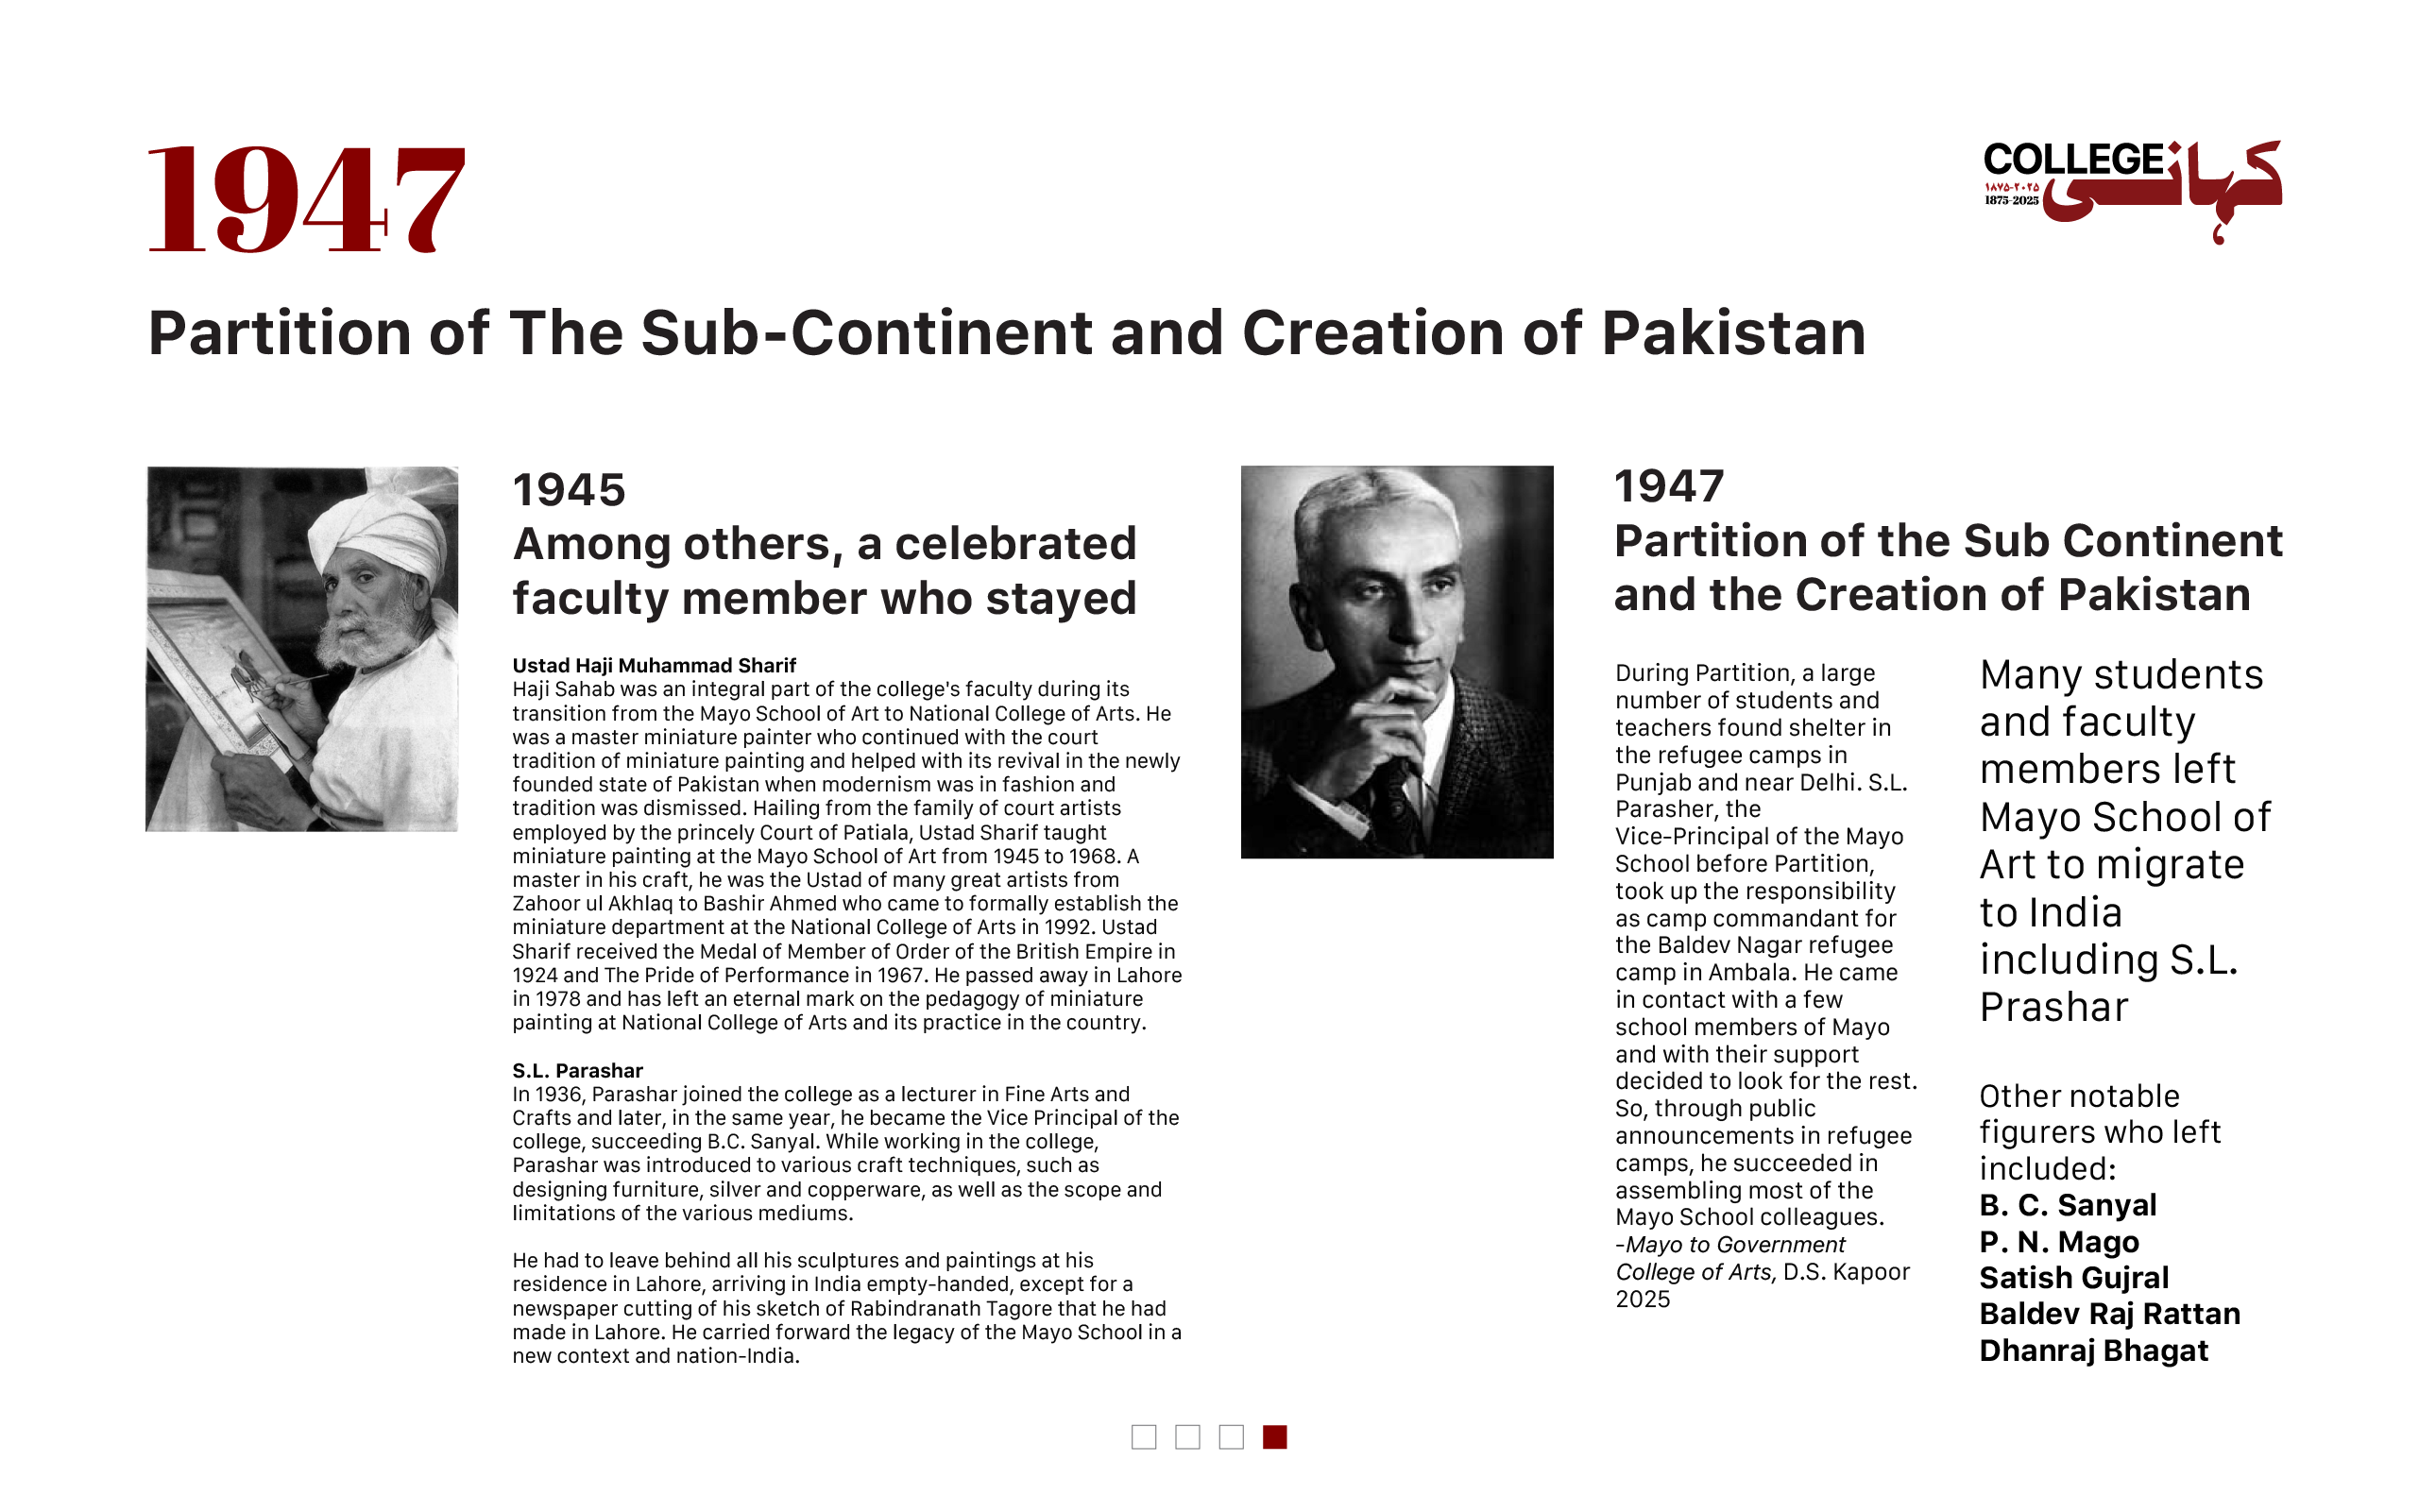 1947
COLLEGE کہانی
۱۸۷۵-۲۰۲۵
1875-2025
Partition of The Sub-Continent and Creation of Pakistan
1945
Among others, a celebrated
faculty member who stayed
Ustad Haji Muhammad Sharif
Haji Sahab was an integral part of the college's faculty during its
transition from the Mayo School of Art to National College of Arts. He
was a master miniature painter who continued with the court
tradition of miniature painting and helped with its revival in the newly
founded state of Pakistan when modernism was in fashion and
tradition was dismissed. Hailing from the family of court artists
employed by the princely Court of Patiala, Ustad Sharif taught
miniature painting at the Mayo School of Art from 1945 to 1968. A
master in his craft, he was the Ustad of many great artists from
Zahoor ul Akhlaq to Bashir Ahmed who came to formally establish the
miniature department at the National College of Arts in 1992. Ustad
Sharif received the Medal of Member of Order of the British Empire in
1924 and The Pride of Performance in 1967. He passed away in Lahore
in 1978 and has left an eternal mark on the pedagogy of miniature
painting at National College of Arts and its practice in the country.
S.L. Parashar
In 1936, Parashar joined the college as a lecturer in Fine Arts and
Crafts and later, in the same year, he became the Vice Principal of the
college, succeeding B.C. Sanyal. While working in the college,
Parashar was introduced to various craft techniques, such as
designing furniture, silver and copperware, as well as the scope and
limitations of the various mediums.
He had to leave behind all his sculptures and paintings at his
residence in Lahore, arriving in India empty-handed, except for a
newspaper cutting of his sketch of Rabindranath Tagore that he had
made in Lahore. He carried forward the legacy of the Mayo School in a
new context and nation-India.
1947
Partition of the Sub Continent
and the Creation of Pakistan
During Partition, a large
number of students and
teachers found shelter in
the refugee camps in
Punjab and near Delhi. S.L.
Parasher, the
Vice-Principal of the Mayo
School before Partition,
took up the responsibility
as camp commandant for
the Baldev Nagar refugee
camp in Ambala. He came
in contact with a few
school members of Mayo
and with their support
decided to look for the rest.
So, through public
announcements in refugee
camps, he succeeded in
assembling most of the
Mayo School colleagues.
-Mayo to Government
College of Arts, D.S. Kapoor
2025
Many students
and faculty
members left
Mayo School of
Art to migrate
to India
including S.L.
Prashar
Other notable
figurers who left
included:
B. C. Sanyal
P. N. Mago
Satish Gujral
Baldev Raj Rattan
Dhanraj Bhagat